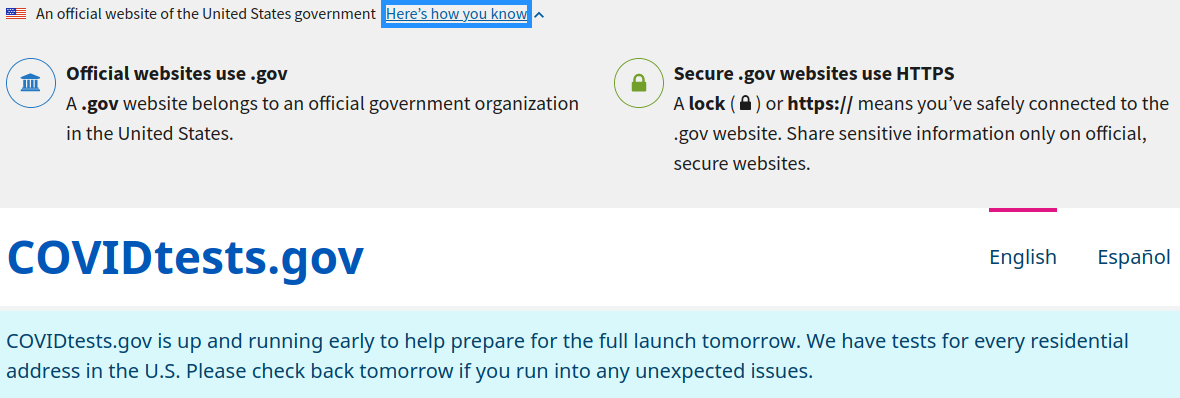 An official website of the United States government Here's how you know
Official websites use .gov
A .gov website belongs to an official government organization
in the United States.
Secure .gov websites use HTTPS
A lock ( ) or https:// means you've safely connected to the
.gov website. Share sensitive information only on official,
secure websites.
COVIDtests.gov
English Español
COVIDtests.gov is up and running early to help prepare for the full launch tomorrow. We have tests for every residential
address in the U.S. Please check back tomorrow if you run into any unexpected issues.